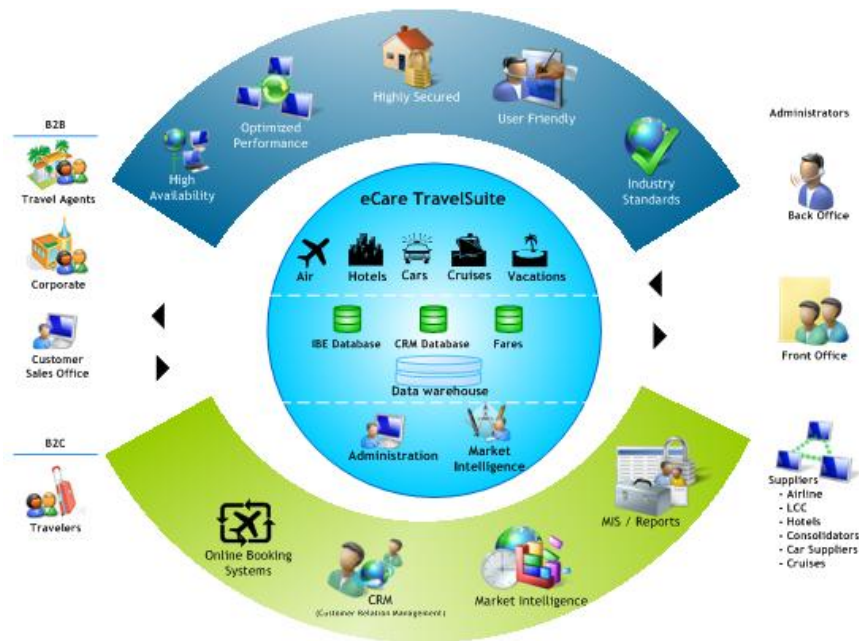 Highly Secured
Optimized
Performance
User Friendly
High
Availability
Industry
Standards
B2B
Travel Agents
Corporate
Customer
Sales Office
B2C
Travelers
eCare TravelSuite
Air
Hotels
Cars
Cruises
Vacations
IBE Database
CRM Database
Fares
Data warehouse
Administration
Market
Intelligence
Online Booking
Systems
CRM
(Customer Relation Management)
Market Intelligence
MIS / Reports
Administrators
Back Office
Front Office
Suppliers
- Airline
- LCC
- Hotels
- Consolidators
- Car Suppliers
- Cruises